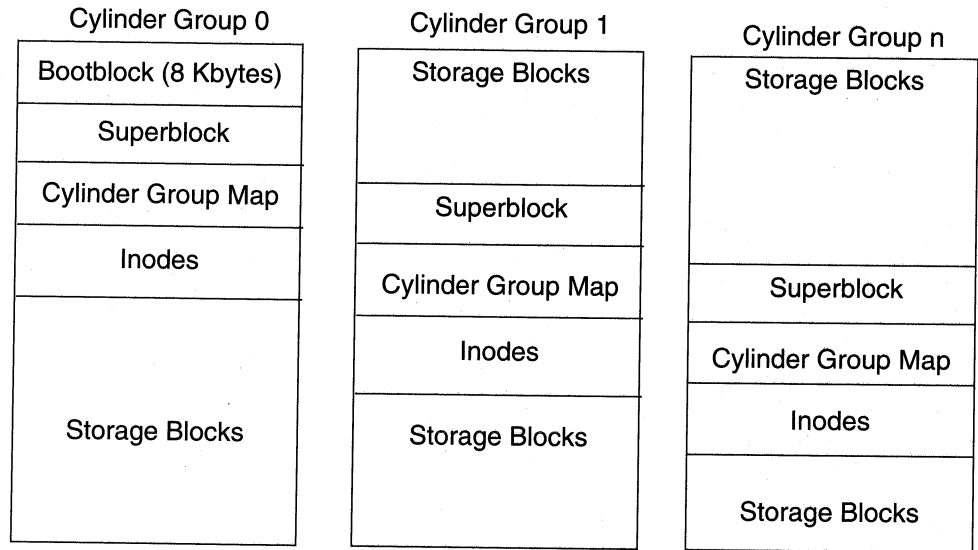 Cylinder Group 0
Bootblock (8 Kbytes)
Superblock
Cylinder Group Map
Inodes
Storage Blocks
Cylinder Group 1
Storage Blocks
Superblock
Cylinder Group Map
Inodes
Storage Blocks
Cylinder Group n
Storage Blocks
Superblock
Cylinder Group Map
Inodes
Storage Blocks